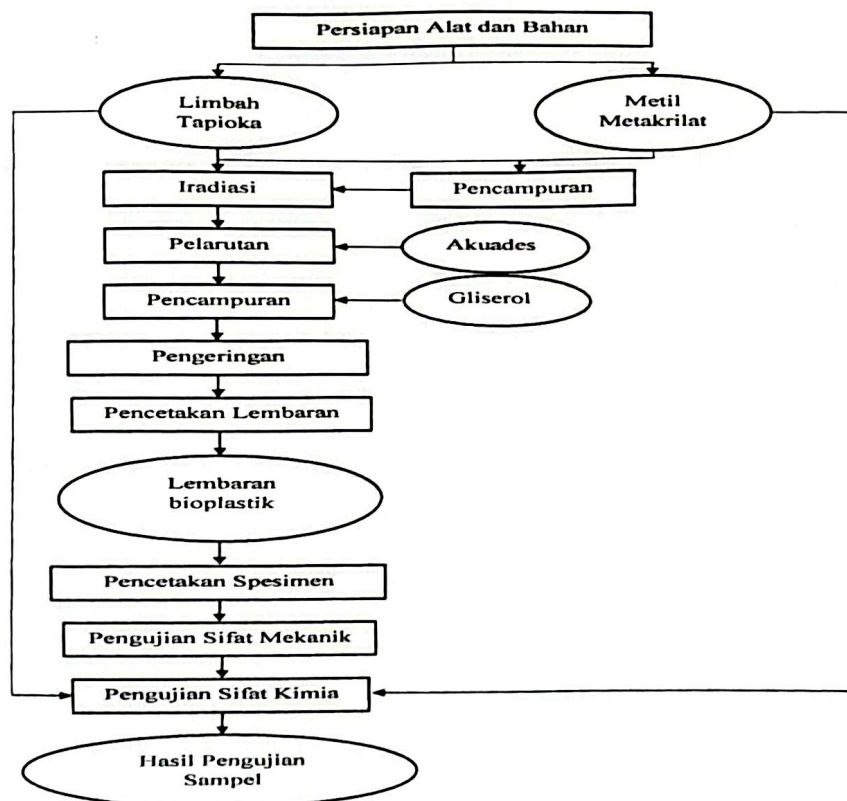 Persiapan Alat dan Bahan
Limbah
Tapioka
Metil
Metakrilat
Iradiasi
Pencampuran
Pelarutan
Akuades
Pencampuran
Gliserol
Pengeringan
Pencetakan Lembaran
Lembaran
bioplastik
Pencetakan Spesimen
Pengujian Sifat Mekanik
Pengujian Sifat Kimia
Hasil Pengujian
Sampel